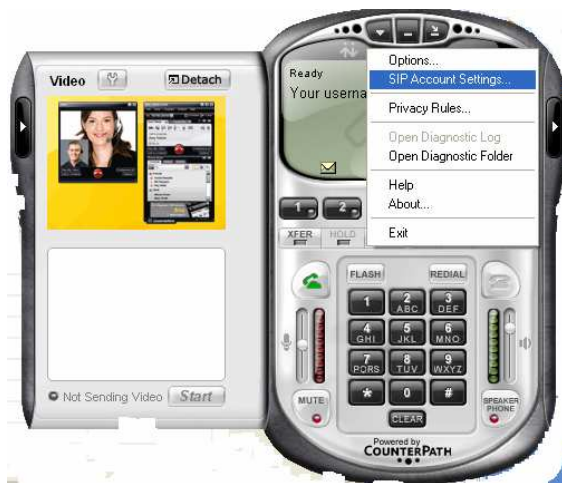 Video
Detach
Not Sending Video
Start
Ready
Your userna
Options...
SIP Account Settings...
Privacy Rules...
Open Diagnostic Log
Open Diagnostic Folder
Help
About...
Exit
1
2
XFER
HOLD
FLASH
REDIAL
1
2 ABC
3 DEF
4 GHI
5 JKL
6 MNO
7 PQRS
8 TUV
9 WXYZ
*
0
#
MUTE
CLEAR
SPEAKER PHONE
Powered by
COUNTERPATH